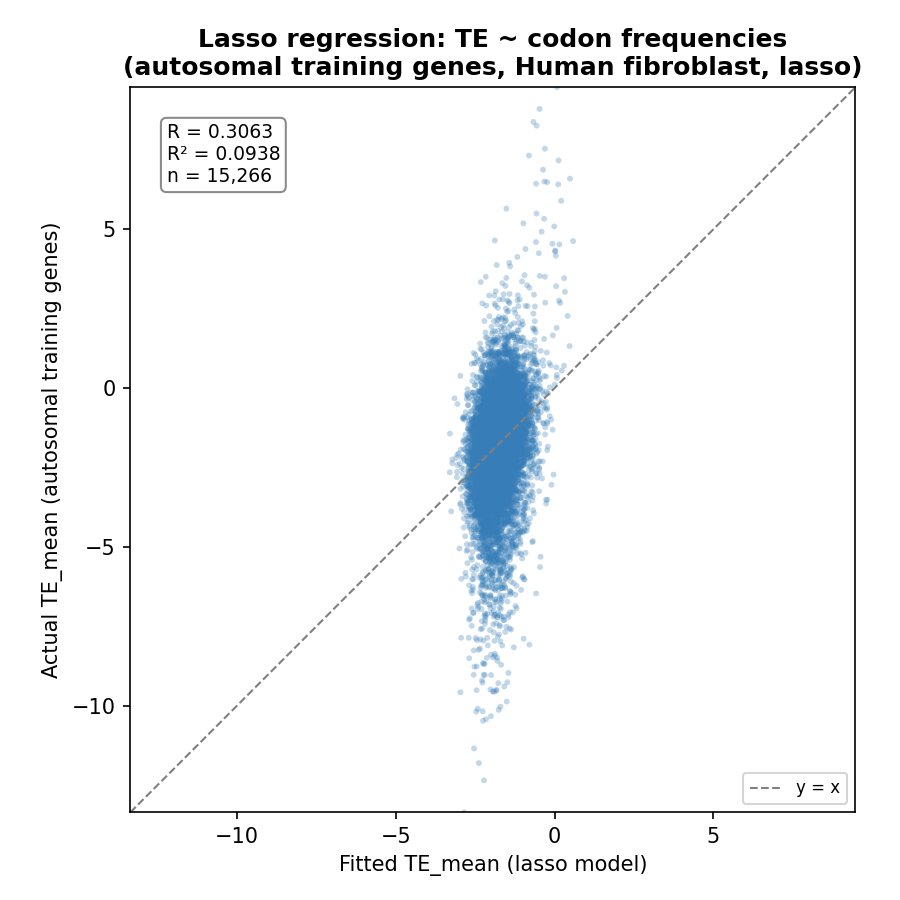 Lasso regression: TE ~ codon frequencies
(autosomal training genes, Human fibroblast, lasso)
R = 0.3063
R² = 0.0938
n = 15,266
Actual TE_mean (autosomal training genes)
5
0
−5
−10
y = x
−10
−5
0
5
Fitted TE_mean (lasso model)